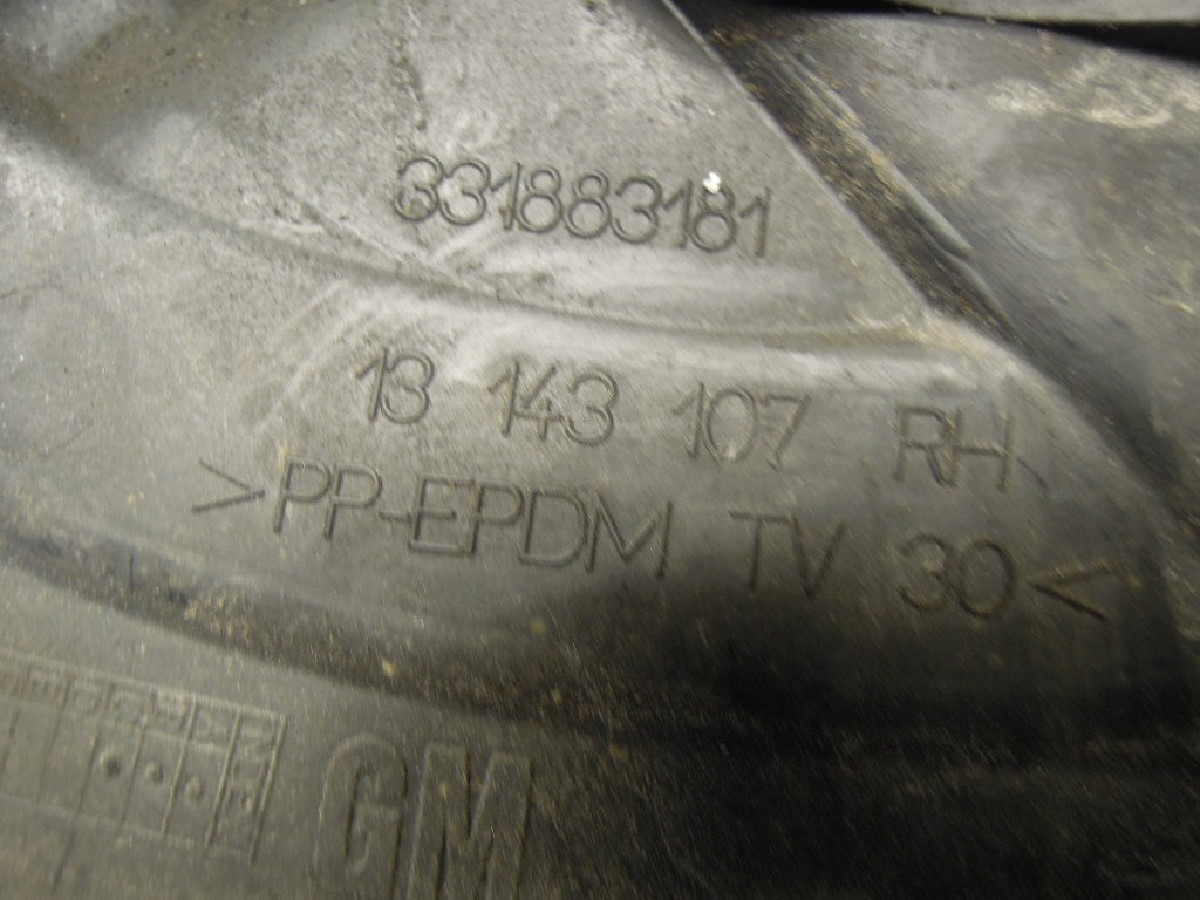 331883181
13 143 107 RH
>PP-EPDM TV 30<
GM